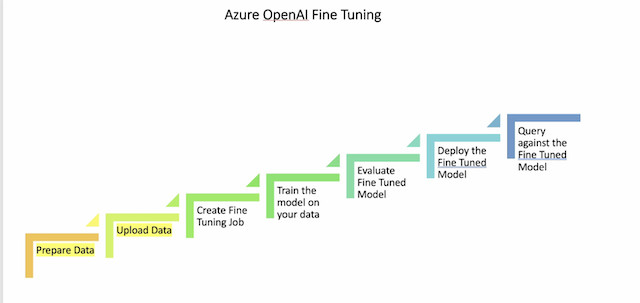 Azure OpenAI Fine Tuning
Query
against the
Fine Tuned
Model
Deploy the
Fine Tuned
Model
Evaluate
Fine Tuned
Model
Train the
model on
your data
Create Fine
Tuning Job
Upload Data
Prepare Data